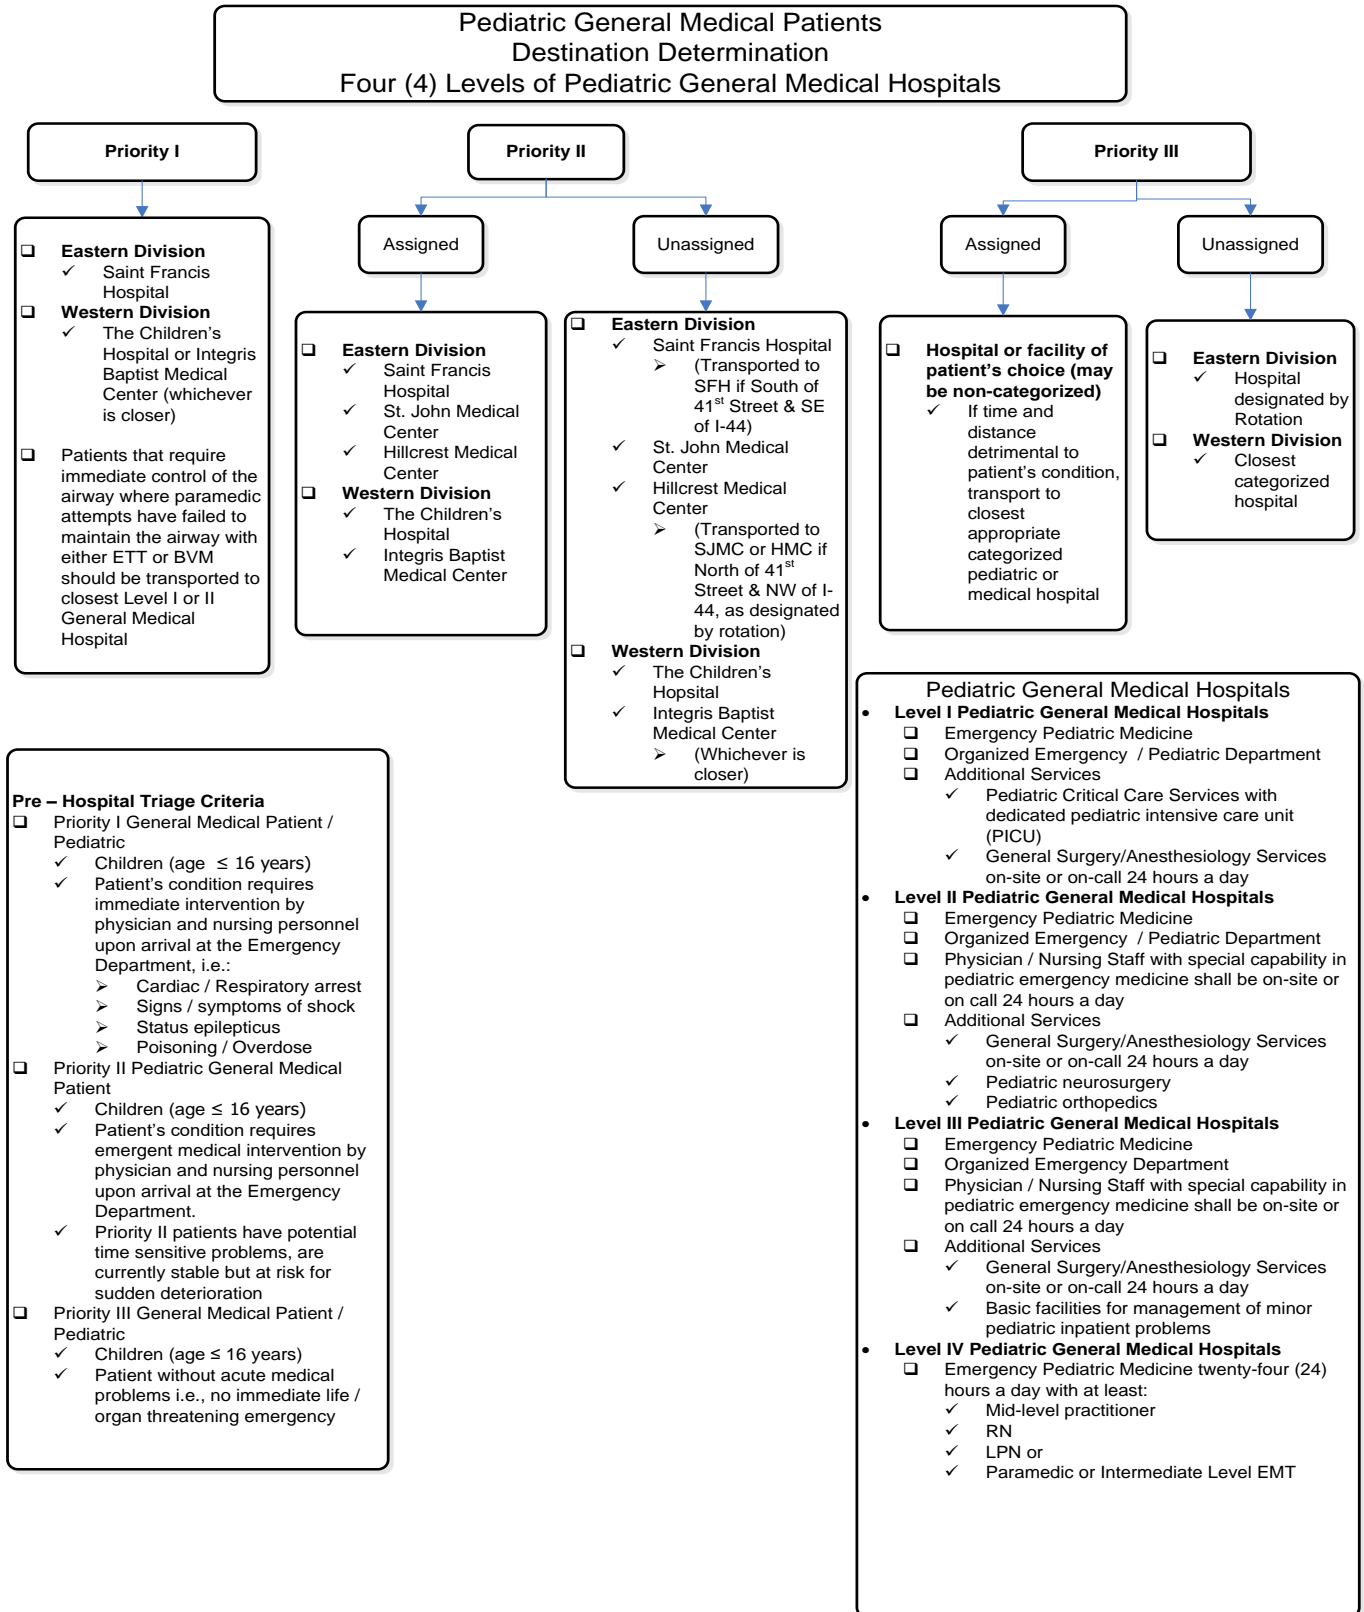 Pediatric General Medical Patients
Destination Determination
Four (4) Levels of Pediatric General Medical Hospitals
Priority I
❑ Eastern Division
✓ Saint Francis
Hospital
❑ Western Division
✓ The Children's
Hospital or Integris
Baptist Medical
Center (whichever
is closer)
❑ Patients that require
immediate control of the
airway where paramedic
attempts have failed to
maintain the airway with
either ETT or BVM
should be transported to
closest Level I or II
General Medical
Hospital
Priority II
Assigned
❑ Eastern Division
✓ Saint Francis
Hospital
✓ St. John Medical
Center
✓ Hillcrest Medical
Center
❑ Western Division
✓ The Children's
Hospital
✓ Integris Baptist
Medical Center
Unassigned
❑ Eastern Division
✓ Saint Francis Hospital
➢ (Transported to
SFH if South of
41st Street & SE
of I-44)
✓ St. John Medical
Center
✓ Hillcrest Medical
Center
➢ (Transported to
SJMC or HMC if
North of 41st
Street & NW of I-
44, as designated
by rotation)
❑ Western Division
✓ The Children's
Hopsital
✓ Integris Baptist
Medical Center
➢ (Whichever is
closer)
Priority III
Assigned
❑ Hospital or facility of
patient's choice (may
be non-categorized)
✓ If time and
distance
detrimental to
patient's condition,
transport to
closest
appropriate
categorized
pediatric or
medical hospital
Unassigned
❑ Eastern Division
✓ Hospital
designated by
Rotation
❑ Western Division
✓ Closest
categorized
hospital
Pre – Hospital Triage Criteria
❑ Priority I General Medical Patient /
Pediatric
✓ Children (age ≤ 16 years)
✓ Patient's condition requires
immediate intervention by
physician and nursing personnel
upon arrival at the Emergency
Department, i.e.:
➢ Cardiac / Respiratory arrest
➢ Signs / symptoms of shock
➢ Status epilepticus
➢ Poisoning / Overdose
❑ Priority II Pediatric General Medical
Patient
✓ Children (age ≤ 16 years)
✓ Patient's condition requires
emergent medical intervention by
physician and nursing personnel
upon arrival at the Emergency
Department.
✓ Priority II patients have potential
time sensitive problems, are
currently stable but at risk for
sudden deterioration
❑ Priority III General Medical Patient /
Pediatric
✓ Children (age ≤ 16 years)
✓ Patient without acute medical
problems i.e., no immediate life /
organ threatening emergency
Pediatric General Medical Hospitals
• Level I Pediatric General Medical Hospitals
❑ Emergency Pediatric Medicine
❑ Organized Emergency / Pediatric Department
❑ Additional Services
✓ Pediatric Critical Care Services with
dedicated pediatric intensive care unit
(PICU)
✓ General Surgery/Anesthesiology Services
on-site or on-call 24 hours a day
• Level II Pediatric General Medical Hospitals
❑ Emergency Pediatric Medicine
❑ Organized Emergency / Pediatric Department
❑ Physician / Nursing Staff with special capability in
pediatric emergency medicine shall be on-site or
on call 24 hours a day
❑ Additional Services
✓ General Surgery/Anesthesiology Services
on-site or on-call 24 hours a day
✓ Pediatric neurosurgery
✓ Pediatric orthopedics
• Level III Pediatric General Medical Hospitals
❑ Emergency Pediatric Medicine
❑ Organized Emergency Department
❑ Physician / Nursing Staff with special capability in
pediatric emergency medicine shall be on-site or
on call 24 hours a day
❑ Additional Services
✓ General Surgery/Anesthesiology Services
on-site or on-call 24 hours a day
✓ Basic facilities for management of minor
pediatric inpatient problems
• Level IV Pediatric General Medical Hospitals
❑ Emergency Pediatric Medicine twenty-four (24)
hours a day with at least:
✓ Mid-level practitioner
✓ RN
✓ LPN or
✓ Paramedic or Intermediate Level EMT